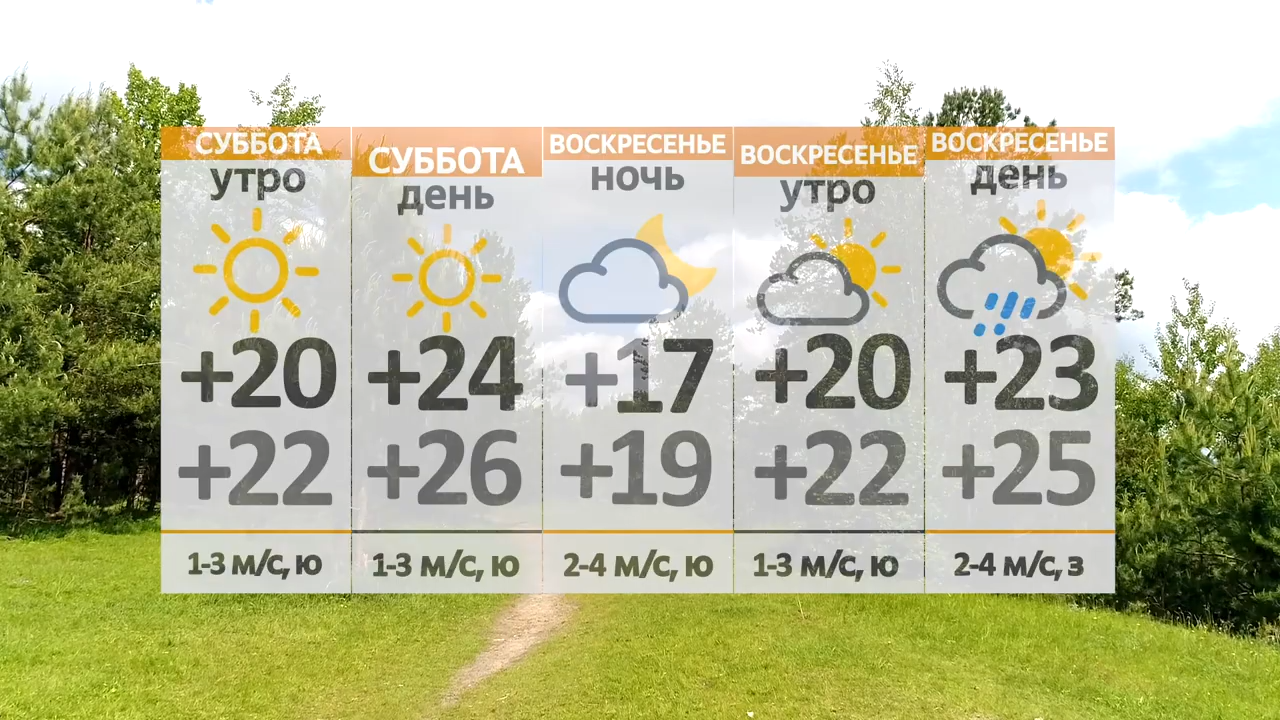 СУББОТА
утро
+20
+22
1-3 м/с, ю
СУББОТА
день
+24
+26
1-3 м/с, ю
ВОСКРЕСЕНЬЕ
ночь
+17
+19
2-4 м/с, ю
ВОСКРЕСЕНЬЕ
утро
+20
+22
1-3 м/с, ю
ВОСКРЕСЕНЬЕ
день
+23
+25
2-4 м/с, з